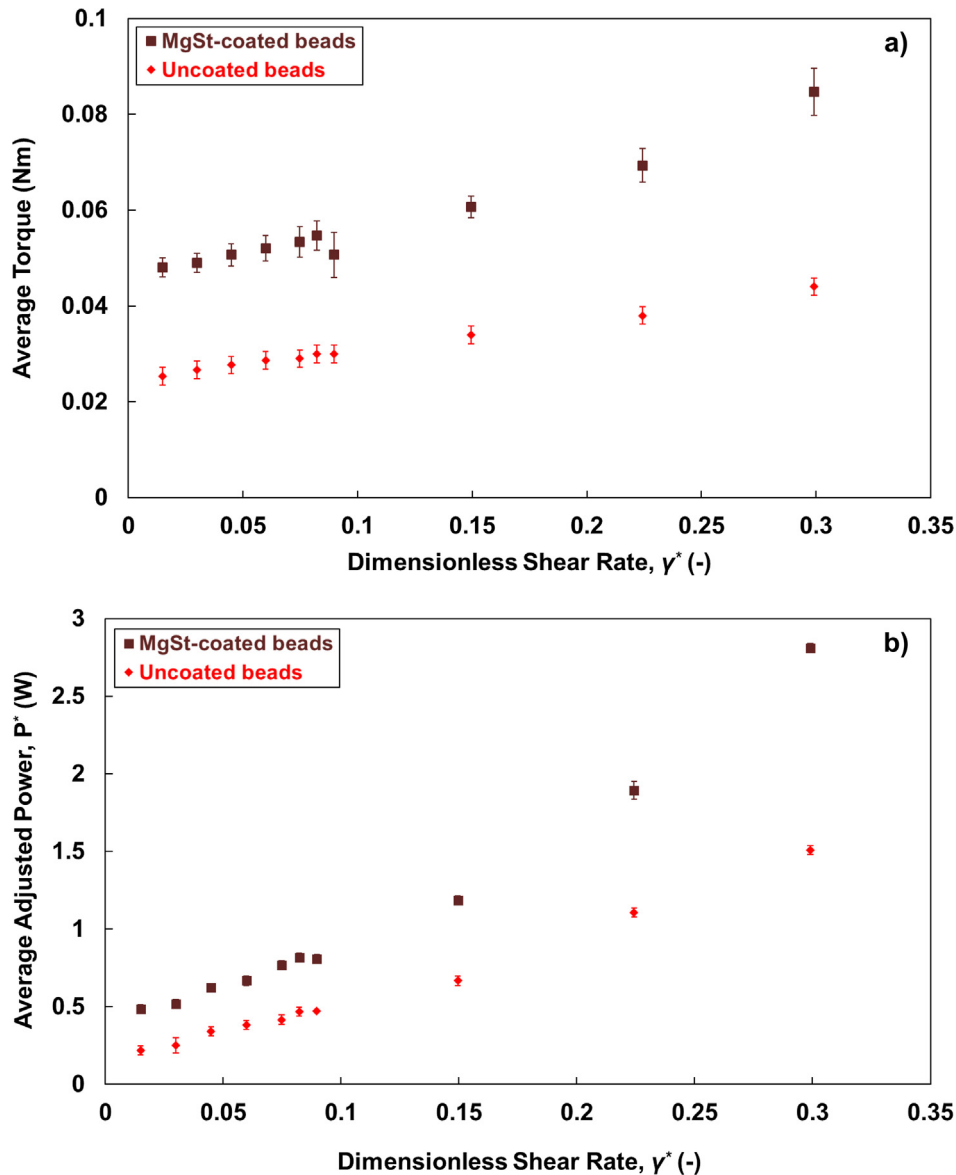 a)
MgSt-coated beads
Uncoated beads
Average Torque (Nm)
0.1
0.08
0.06
0.04
0.02
0
0 0.05 0.1 0.15 0.2 0.25 0.3 0.35
Dimensionless Shear Rate, γ* (-)
b)
MgSt-coated beads
Uncoated beads
Average Adjusted Power, P* (W)
3
2.5
2
1.5
1
0.5
0
0 0.05 0.1 0.15 0.2 0.25 0.3 0.35
Dimensionless Shear Rate, γ* (-)